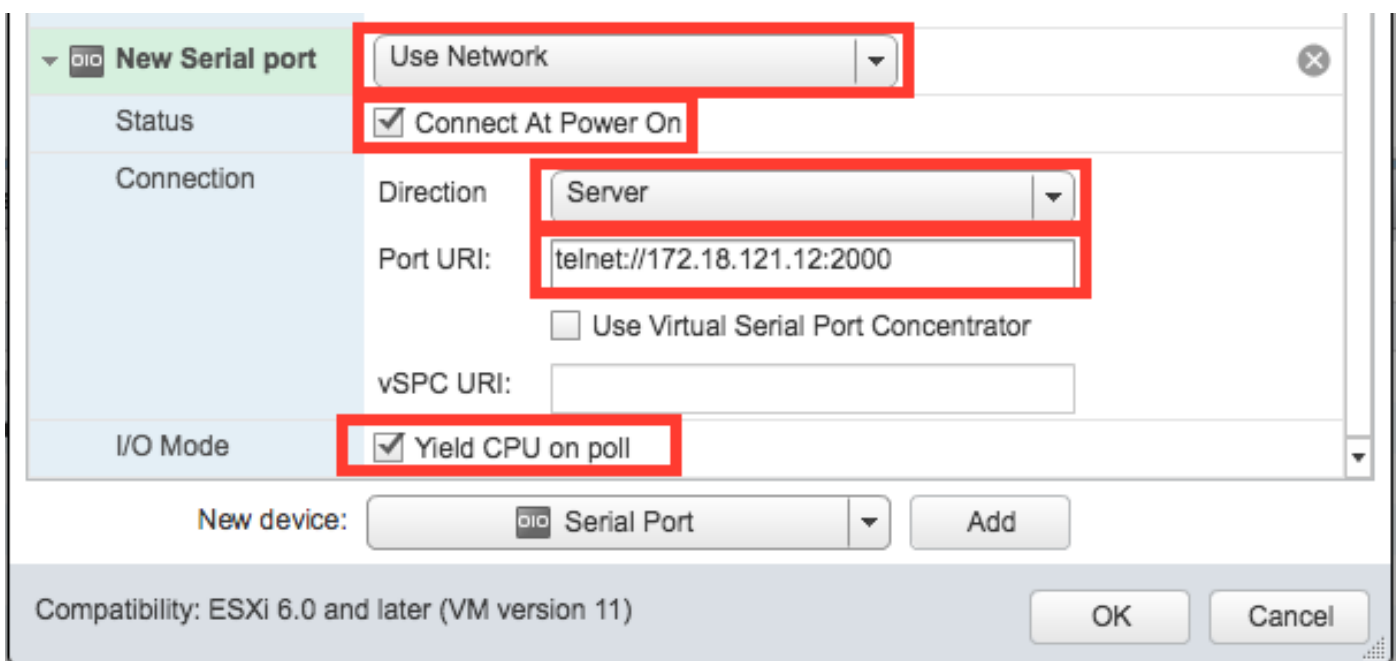 New Serial port Use Network
Status Connect At Power On
Connection Direction Server
Port URI: telnet://172.18.121.12:2000
Use Virtual Serial Port Concentrator
vSPC URI:
I/O Mode Yield CPU on poll
New device: Serial Port Add
Compatibility: ESXi 6.0 and later (VM version 11) OK Cancel